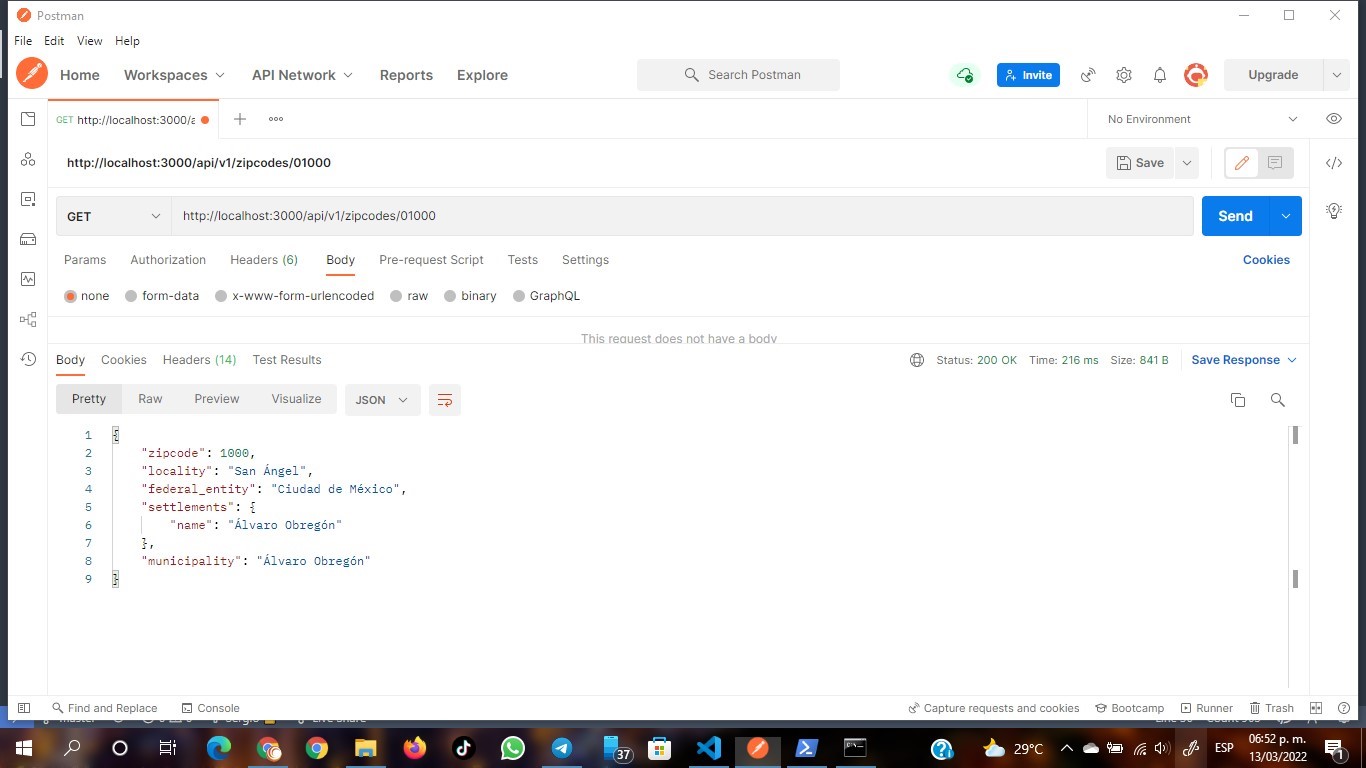 Postman
File Edit View Help
Home Workspaces API Network Reports Explore Search Postman Invite Upgrade
GET http://localhost:3000/a No Environment
http://localhost:3000/api/v1/zipcodes/01000 Save
GET http://localhost:3000/api/v1/zipcodes/01000 Send
Params Authorization Headers (6) Body Pre-request Script Tests Settings Cookies
none form-data x-www-form-urlencoded raw binary GraphQL
This request does not have a body
Body Cookies Headers (14) Test Results Status: 200 OK Time: 216 ms Size: 841 B Save Response
Pretty Raw Preview Visualize JSON
1 {
2 "zipcode": 1000,
3 "locality": "San Ángel",
4 "federal_entity": "Ciudad de México",
5 "settlements": {
6 "name": "Álvaro Obregón"
7 },
8 "municipality": "Álvaro Obregón"
9 }
Find and Replace Console Capture requests and cookies Bootcamp Runner Trash
37 29°C ESP 06:52 p. m.
13/03/2022 1